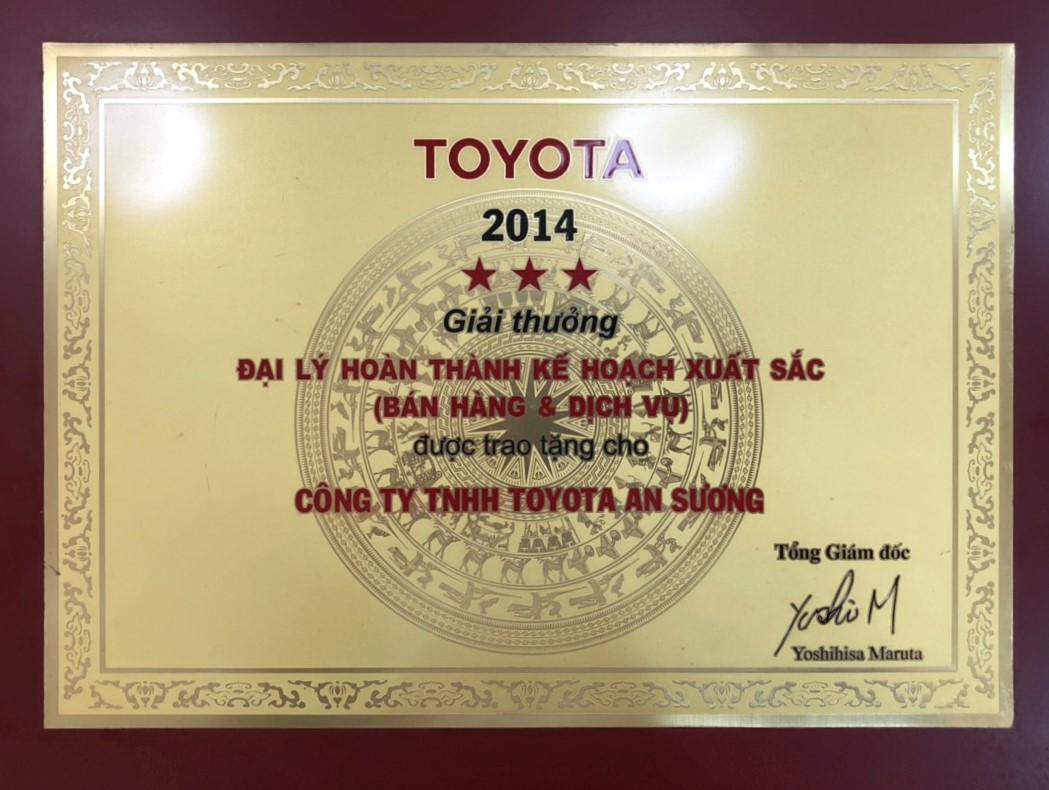 TOYOTA
2014
Giải thưởng
ĐẠI LÝ HOÀN THÀNH KẾ HOẠCH XUẤT SẮC
(BÁN HÀNG & DỊCH VỤ)
được trao tặng cho
CÔNG TY TNHH TOYOTA AN SƯƠNG
Tổng Giám đốc
Yoshi M
Yoshihisa Maruta